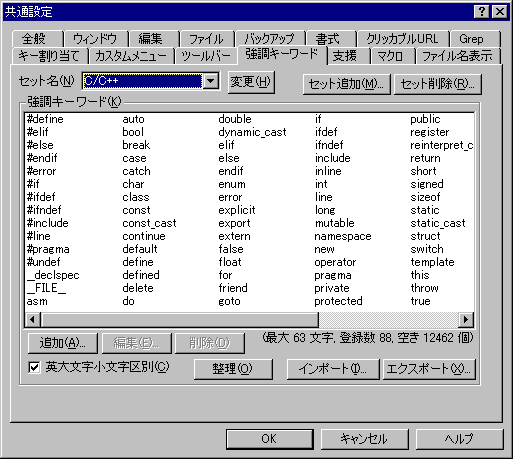 共通設定
全般 ウィンドウ 編集 ファイル バックアップ 書式 クリッカブルURL Grep
キー割り当て カスタムメニュー ツールバー 強調キーワード 支援 マクロ ファイル名表示
セット名(N) C/C++ 変更(H) セット追加(M)... セット削除(R)...
強調キーワード(K)
#define auto double if public
#elif bool dynamic_cast ifdef register
#else break elif ifndef reinterpret_c
#endif case else include return
#error catch endif inline short
#if char enum int signed
#ifdef class error line sizeof
#ifndef const explicit long static
#include const_cast export mutable static_cast
#line continue extern namespace struct
#pragma default false new switch
#undef define float operator template
__declspec defined for pragma this
_FILE_ delete friend private throw
asm do goto protected true
追加(A)... 編集(E)... 削除(D) (最大 63 文字, 登録数 88, 空き 12462 個)
英大文字小文字区別(C) 整理(O) インポート(I)... エクスポート(X)...
OK キャンセル ヘルプ